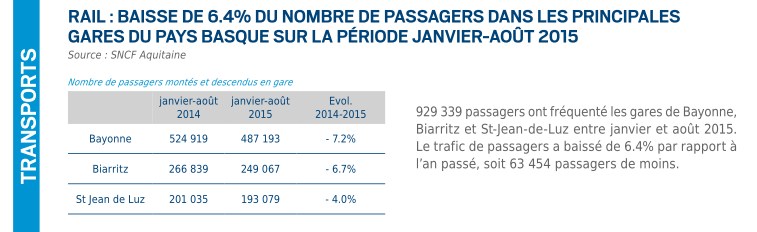 TRANSPORTS
RAIL : BAISSE DE 6.4% DU NOMBRE DE PASSAGERS DANS LES PRINCIPALES
GARES DU PAYS BASQUE SUR LA PÉRIODE JANVIER-AOÛT 2015
Source : SNCF Aquitaine
Nombre de passagers montés et descendus en gare
janvier-août janvier-août Evol.
2014 2015 2014-2015
Bayonne 524 919 487 193 - 7.2%
Biarritz 266 839 249 067 - 6.7%
St Jean de Luz 201 035 193 079 - 4.0%
929 339 passagers ont fréquenté les gares de Bayonne,
Biarritz et St-Jean-de-Luz entre janvier et août 2015.
Le trafic de passagers a baissé de 6.4% par rapport à
l’an passé, soit 63 454 passagers de moins.